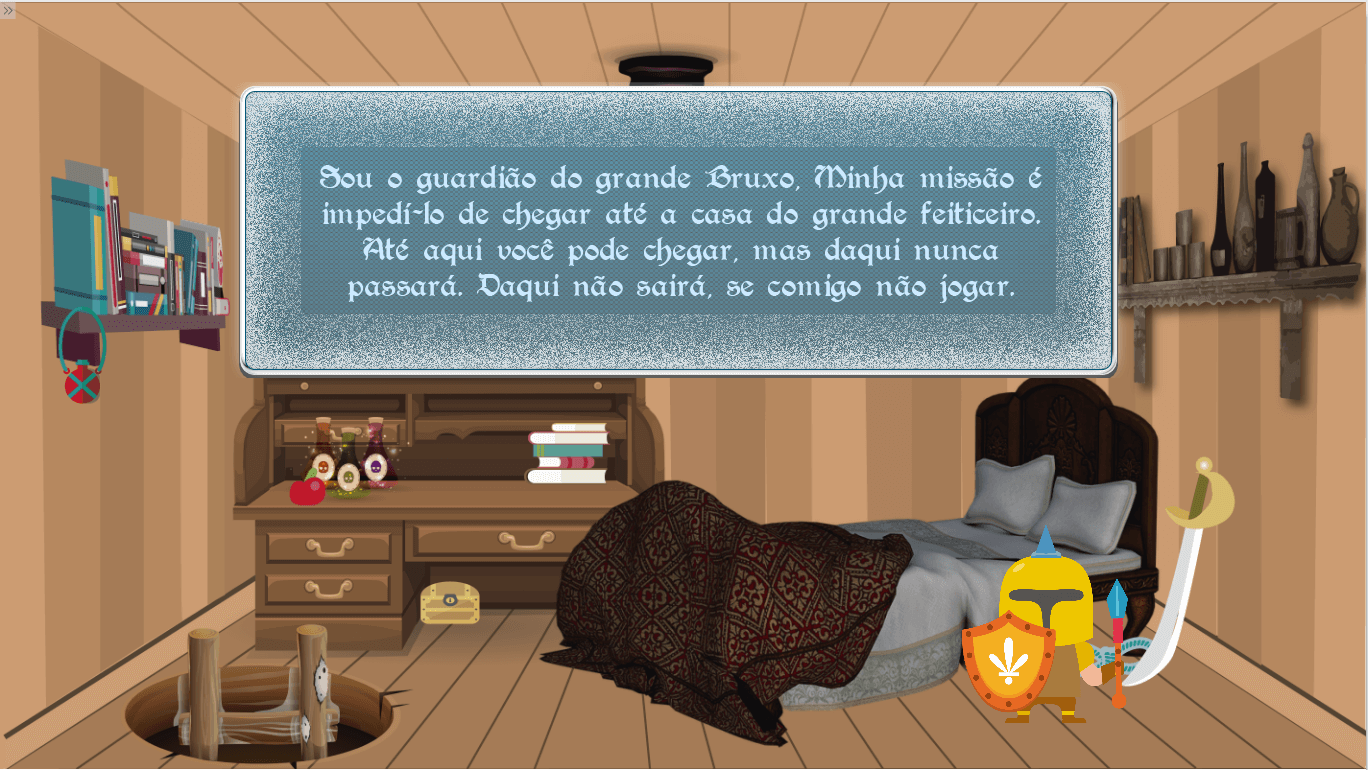 Sou o guardião do grande Bruxo, Minha missão é
impedí-lo de chegar até a casa do grande feiticeiro.
Até aqui você pode chegar, mas daqui nunca
passará. Daqui não sairá, se comigo não jogar.